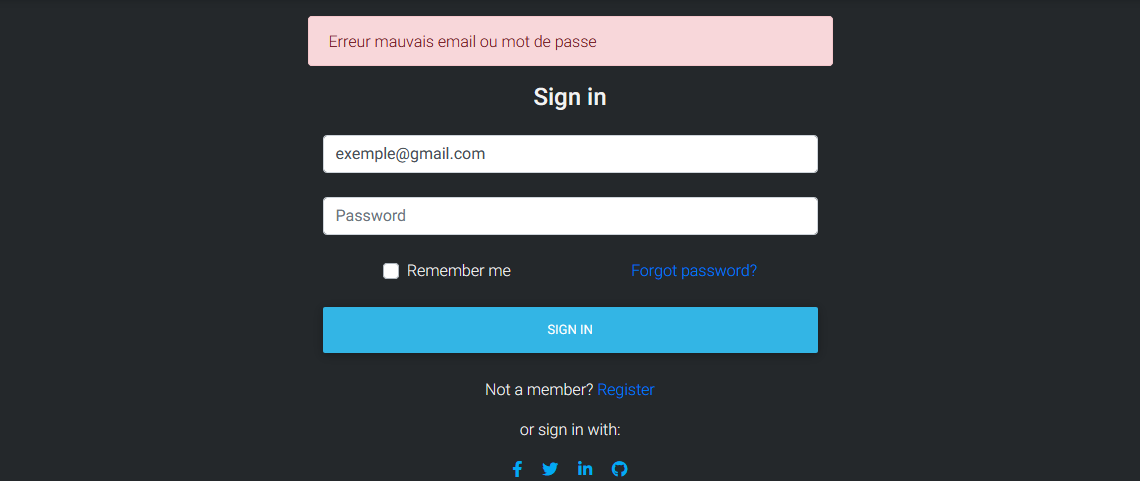 Erreur mauvais email ou mot de passe
Sign in
exemple@gmail.com
Password
Remember me Forgot password?
SIGN IN
Not a member? Register
or sign in with: